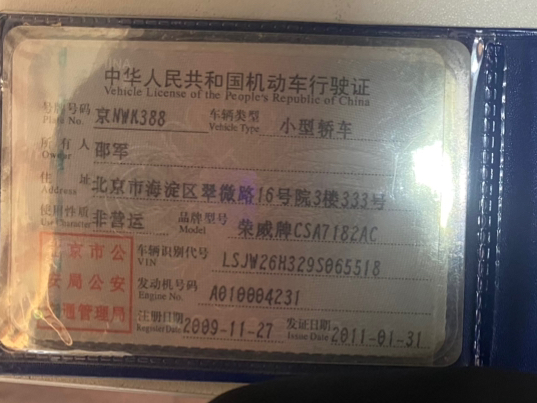 中华人民共和国机动车行驶证
Vehicle License of the People's Republic of China
号牌号码 京NWK388 车辆类型 小型轿车
Plate No. Vehicle Type
所有人 邵军
Owner
住址 北京市海淀区翠微路16号院3楼333号
Address
使用性质 非营运 品牌型号 荣威牌CSA7182AC
Use Character Model
北京市公安局公安交通管理局
车辆识别代号 LSJW26H329S065518
VIN
发动机号码 A010004231
Engine No.
注册日期 2009-11-27 发证日期 2011-01-31
Register Date Issue Date